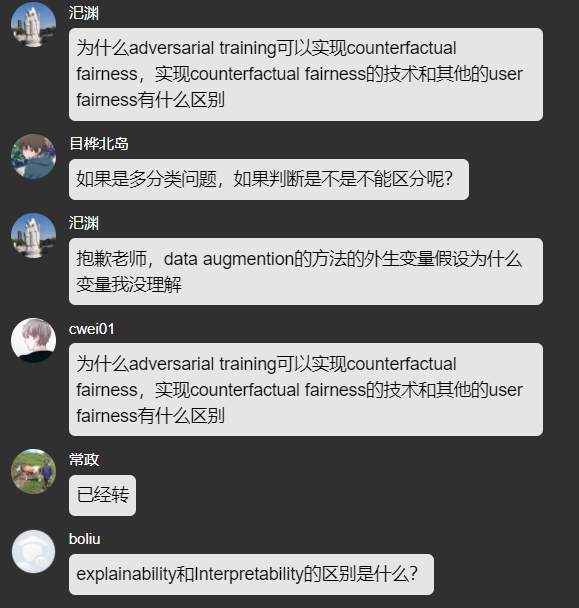 汜渊
为什么adversarial training可以实现counterfactual
fairness，实现counterfactual fairness的技术和其他的user
fairness有什么区别
目桦北岛
如果是多分类问题，如果判断是不是不能区分呢？
汜渊
抱歉老师，data augmention的方法的外生变量假设为什么
变量我没理解
cwei01
为什么adversarial training可以实现counterfactual
fairness，实现counterfactual fairness的技术和其他的user
fairness有什么区别
常政
已经转
boliu
explainability和Interpretability的区别是什么？